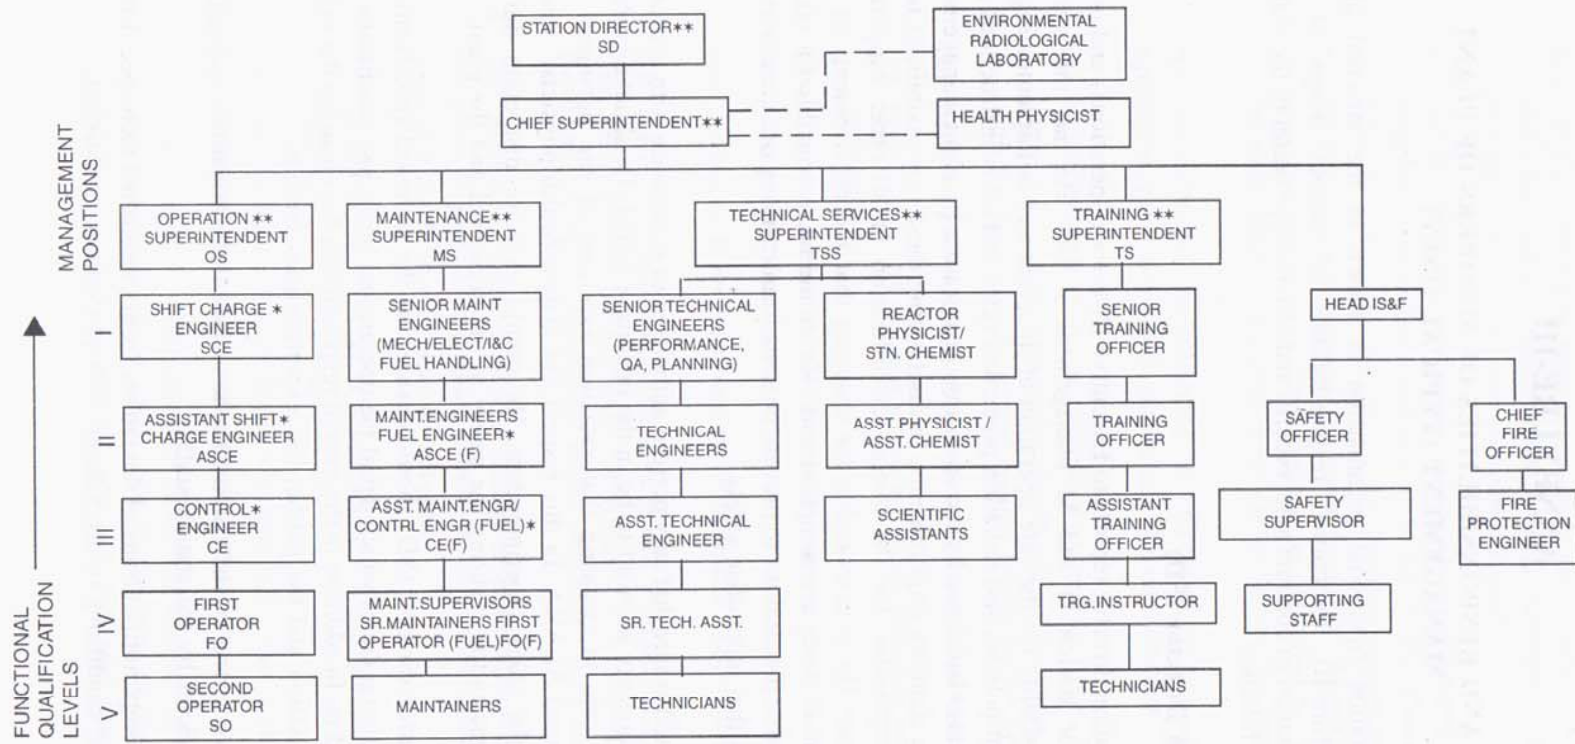 STATION DIRECTOR**
SD
ENVIRONMENTAL
RADIOLOGICAL
LABORATORY
CHIEF SUPERINTENDENT**
HEALTH PHYSICIST
MANAGEMENT
POSITIONS
OPERATION **
SUPERINTENDENT
OS
MAINTENANCE**
SUPERINTENDENT
MS
TECHNICAL SERVICES**
SUPERINTENDENT
TSS
TRAINING **
SUPERINTENDENT
TS
I
SHIFT CHARGE *
ENGINEER
SCE
SENIOR MAINT
ENGINEERS
(MECH/ELECT/I&C
FUEL HANDLING)
SENIOR TECHNICAL
ENGINEERS
(PERFORMANCE,
QA, PLANNING)
REACTOR
PHYSICIST/
STN. CHEMIST
SENIOR
TRAINING
OFFICER
HEAD IS&F
II
ASSISTANT SHIFT*
CHARGE ENGINEER
ASCE
MAINT.ENGINEERS
FUEL ENGINEER*
ASCE (F)
TECHNICAL
ENGINEERS
ASST. PHYSICIST /
ASST. CHEMIST
TRAINING
OFFICER
SAFETY
OFFICER
CHIEF
FIRE
OFFICER
III
CONTROL*
ENGINEER
CE
ASST. MAINT.ENGR/
CONTRL ENGR (FUEL)*
CE(F)
ASST. TECHNICAL
ENGINEER
SCIENTIFIC
ASSISTANTS
ASSISTANT
TRAINING
OFFICER
SAFETY
SUPERVISOR
FIRE
PROTECTION
ENGINEER
IV
FIRST
OPERATOR
FO
MAINT.SUPERVISORS
SR.MAINTAINERS FIRST
OPERATOR (FUEL)FO(F)
SR. TECH. ASST.
TRG.INSTRUCTOR
SUPPORTING
STAFF
V
SECOND
OPERATOR
SO
MAINTAINERS
TECHNICIANS
TECHNICIANS
FUNCTIONAL
QUALIFICATION
LEVELS